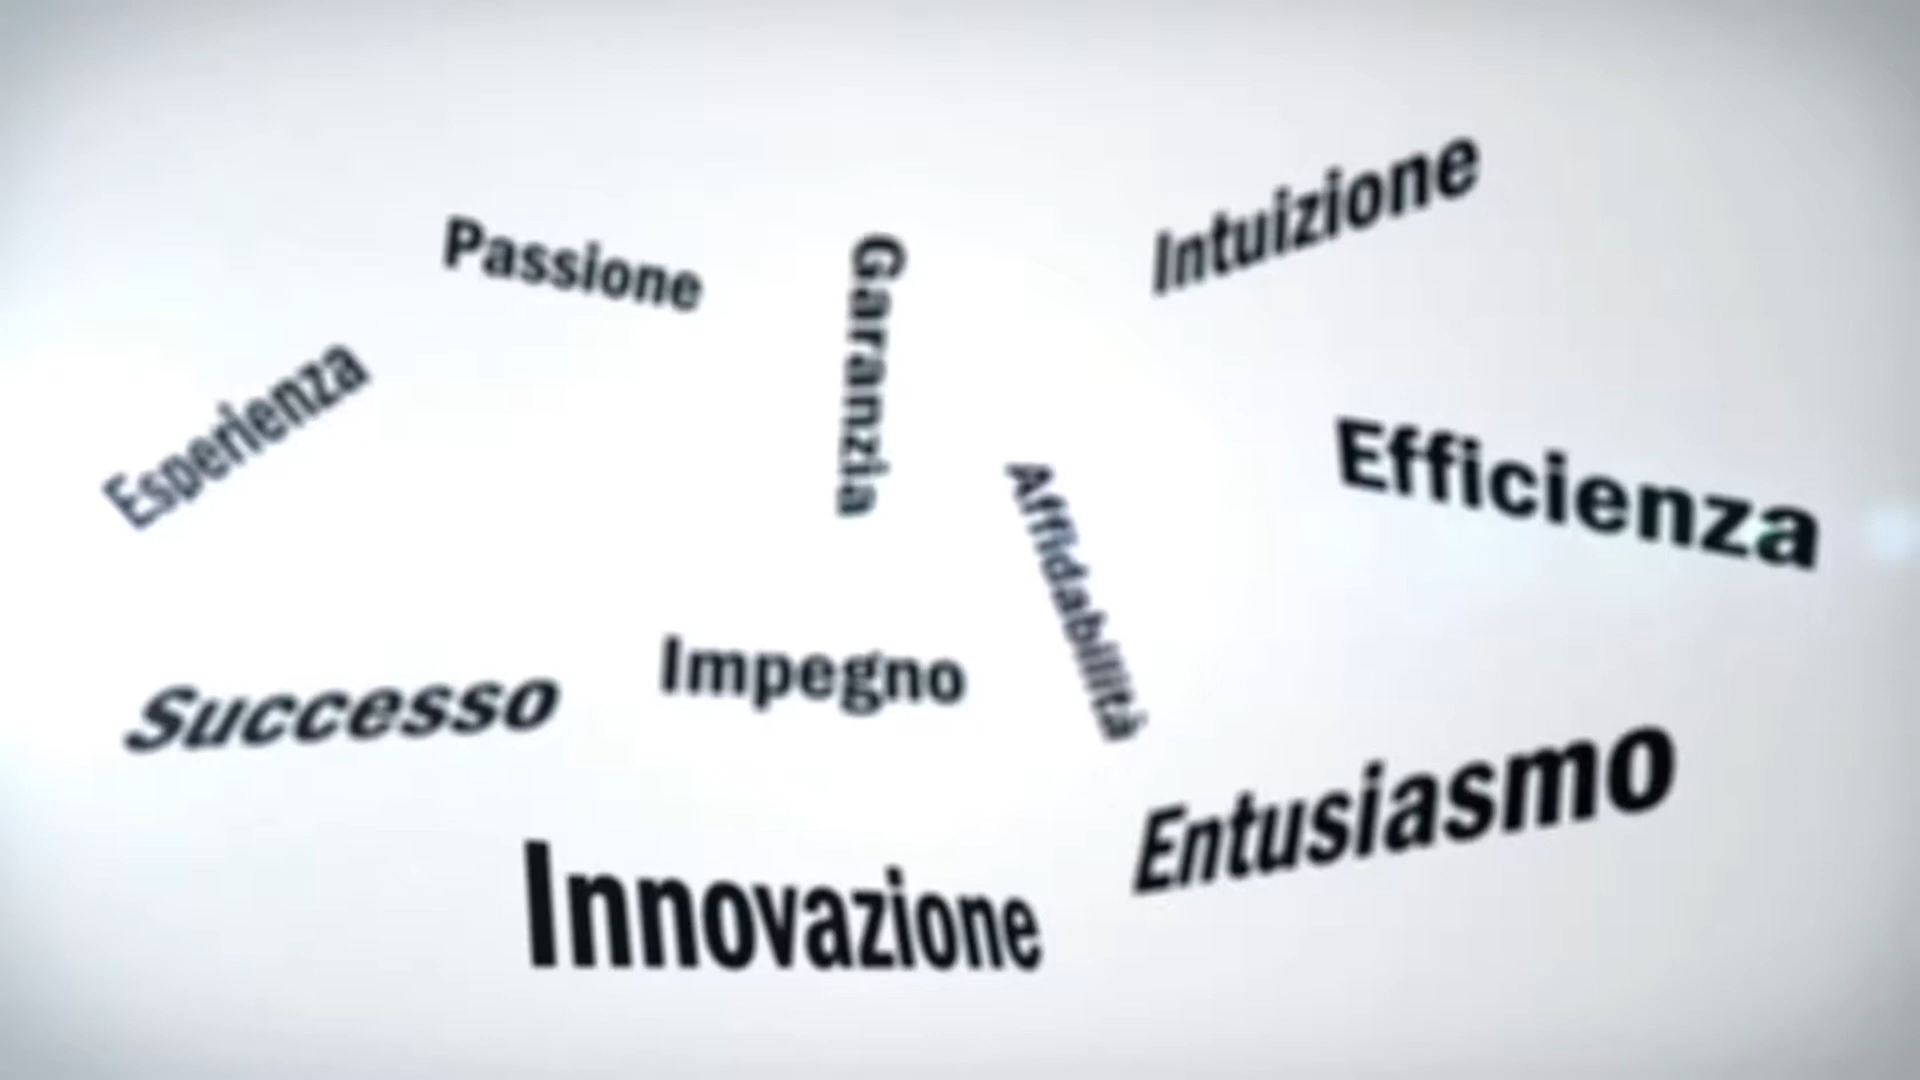 Intuizione
Passione
Garanzia
Esperienza
Efficienza
Affidabilità
Impegno
Successo
Entusiasmo
Innovazione